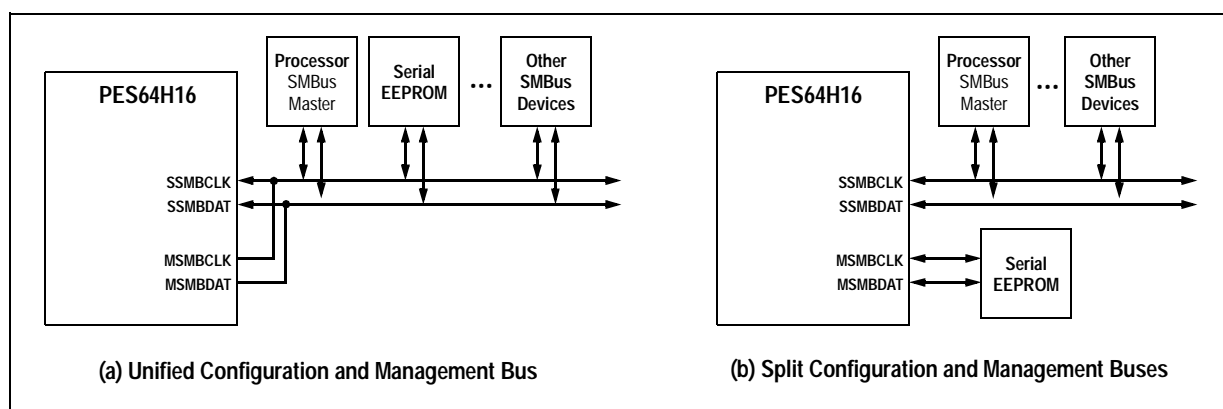 PES64H16
Processor
SMBus
Master
Serial
EEPROM
...
Other
SMBus
Devices
SSMBCLK
SSMBDAT
MSMBCLK
MSMBDAT
(a) Unified Configuration and Management Bus
PES64H16
Processor
SMBus
Master
...
Other
SMBus
Devices
SSMBCLK
SSMBDAT
MSMBCLK
MSMBDAT
Serial
EEPROM
(b) Split Configuration and Management Buses